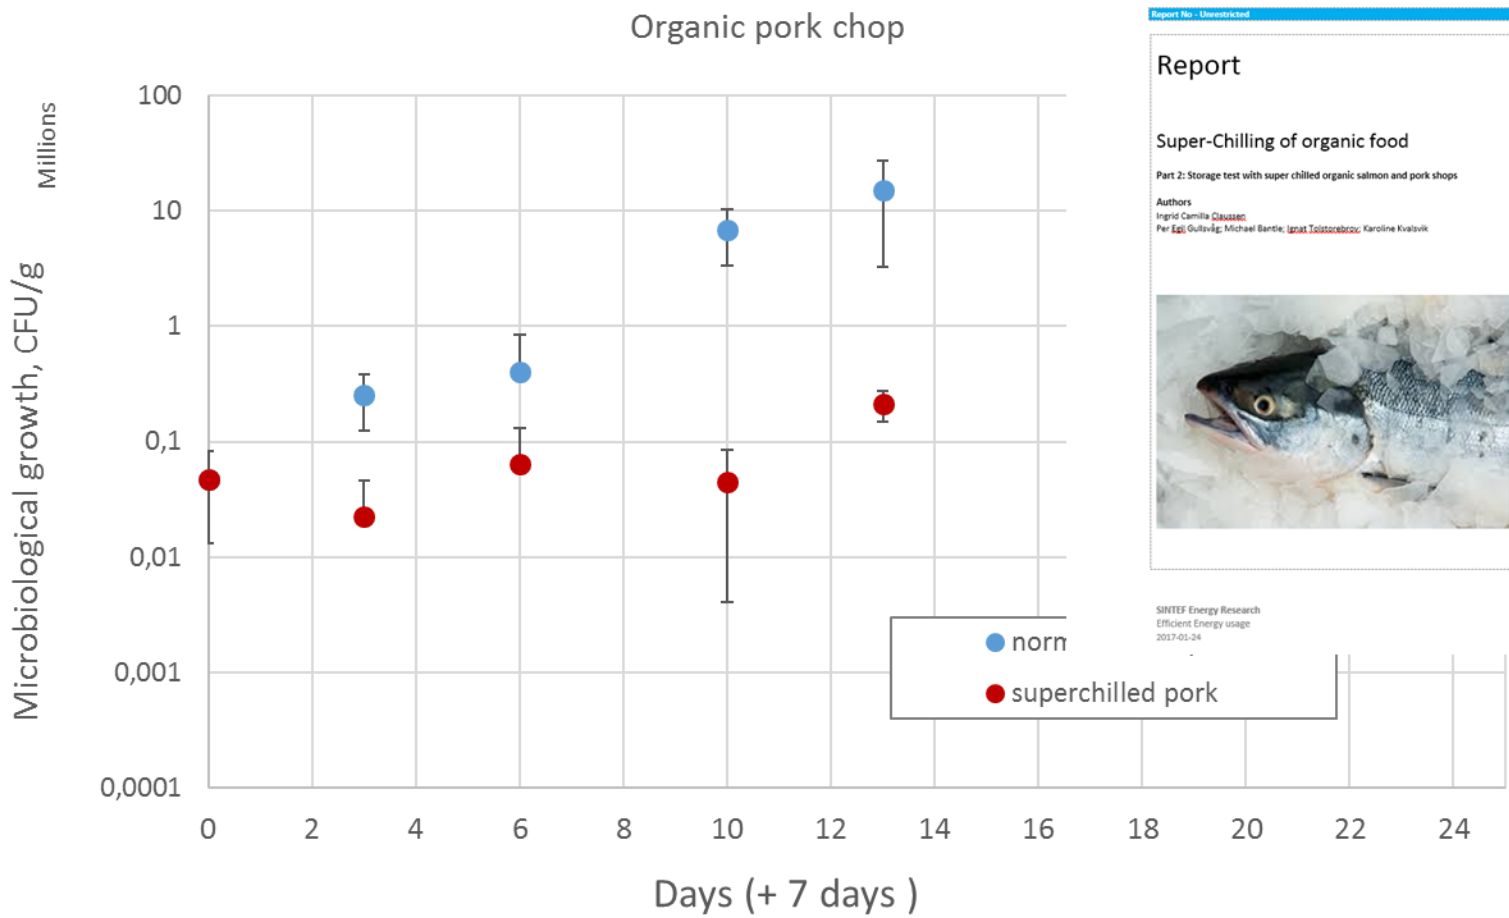 Organic pork chop
Millions
Microbiological growth, CFU/g
100
10
1
0,1
0,01
0,001
0,0001
0 2 4 6 8 10 12 14 16 18 20 22 24
Days (+ 7 days )
norm
superchilled pork
Report No - Unrestricted
Report
Super-Chilling of organic food
Part 2: Storage test with super chilled organic salmon and pork shops
Authors
Ingrid Camilla Claussen
Per Egil Gullsvåg; Michael Bantle; Ignat Tolstorebrov; Karoline Kvalsvik
SINTEF Energy Research
Efficient Energy usage
2017-01-24